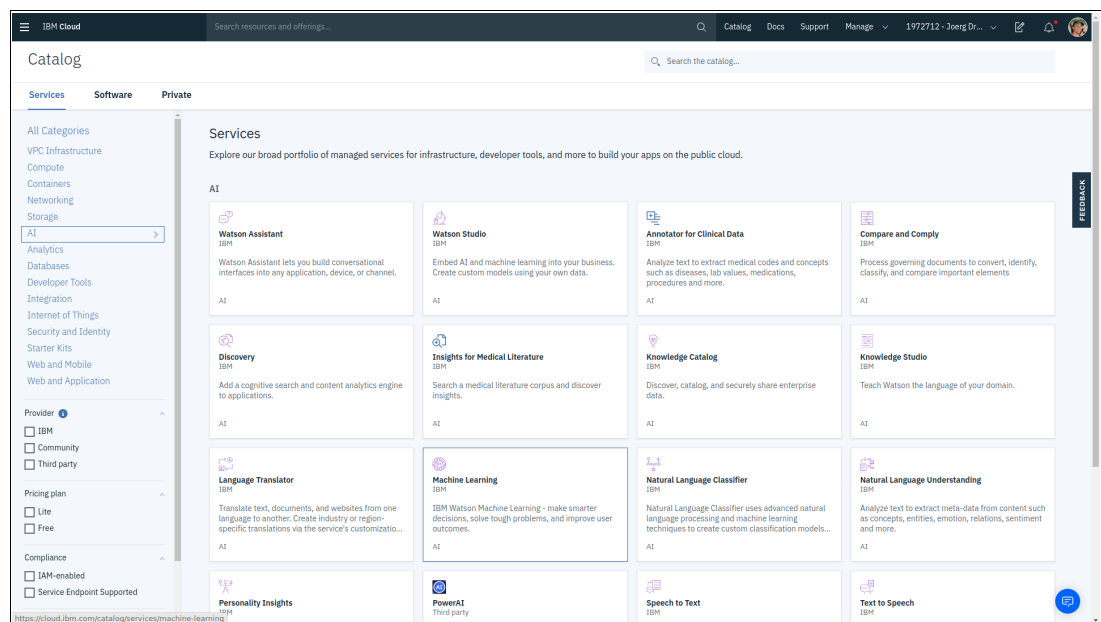 IBM Cloud
Search resources and offerings...
Catalog
Docs
Support
Manage
1972712 - Joerg Dr...
Catalog
Search the catalog...
Services
Software
Private
All Categories
VPC Infrastructure
Compute
Containers
Networking
Storage
AI
Analytics
Databases
Developer Tools
Integration
Internet of Things
Security and Identity
Starter Kits
Web and Mobile
Web and Application
Provider
IBM
Community
Third party
Pricing plan
Lite
Free
Compliance
IAM-enabled
Service Endpoint Supported
https://cloud.ibm.com/catalog/services/machine-learning
Services
Explore our broad portfolio of managed services for infrastructure, developer tools, and more to build your apps on the public cloud.
AI
Watson Assistant
IBM
Watson Assistant lets you build conversational
interfaces into any application, device, or channel.
AI
Watson Studio
IBM
Embed AI and machine learning into your business.
Create custom models using your own data.
AI
Annotator for Clinical Data
IBM
Analyze text to extract medical codes and concepts
such as diseases, lab values, medications,
procedures and more.
AI
Compare and Comply
IBM
Process governing documents to convert, identify,
classify, and compare important elements
AI
Discovery
IBM
Add a cognitive search and content analytics engine
to applications.
AI
Insights for Medical Literature
IBM
Search a medical literature corpus and discover
insights.
AI
Knowledge Catalog
IBM
Discover, catalog, and securely share enterprise
data.
AI
Knowledge Studio
IBM
Teach Watson the language of your domain.
AI
Language Translator
IBM
Translate text, documents, and websites from one
language to another. Create industry or region-
specific translations via the service's customizatio...
AI
Machine Learning
IBM
IBM Watson Machine Learning - make smarter
decisions, solve tough problems, and improve user
outcomes.
AI
Natural Language Classifier
IBM
Natural Language Classifier uses advanced natural
language processing and machine learning
techniques to create custom classification models...
AI
Natural Language Understanding
IBM
Analyze text to extract meta-data from content such
as concepts, entities, emotion, relations, sentiment
and more.
AI
Personality Insights
IBM
PowerAI
Third party
Speech to Text
IBM
Text to Speech
IBM
FEEDBACK